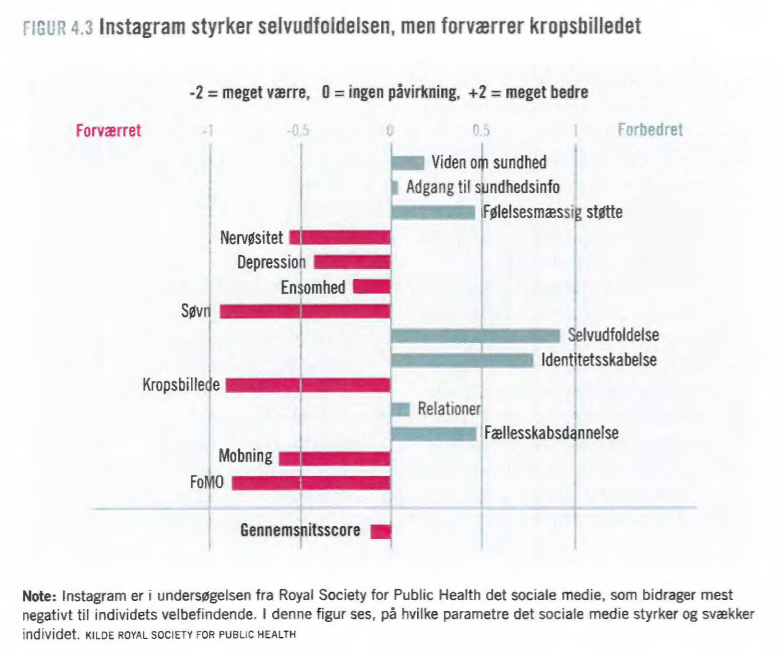 FIGUR 4.3 Instagram styrker selvudfoldelsen, men forværrer kropsbilledet
-2 = meget værre, 0 = ingen påvirkning, +2 = meget bedre
Forværret -1 -0.5 0 0.5 1 Forbedret
Viden om sundhed
Adgang til sundhedsinfo
Følelsesmæssig støtte
Nervøsitet
Depression
Ensomhed
Søvn
Selvudfoldelse
Identitetsskabelse
Kropsbillede
Relationer
Fællesskabsdannelse
Mobning
FoMO
Gennemsnitsscore
Note: Instagram er i undersøgelsen fra Royal Society for Public Health det sociale medie, som bidrager mest
negativt til individets velbefindende. I denne figur ses, på hvilke parametre det sociale medie styrker og svækker
individet. KILDE ROYAL SOCIETY FOR PUBLIC HEALTH